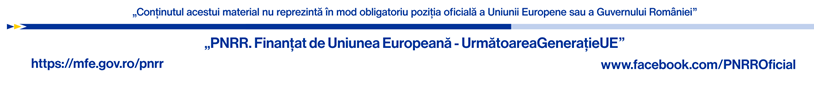 „Conținutul acestui material nu reprezintă în mod obligatoriu poziția oficială a Uniunii Europene sau a Guvernului României”
„PNRR. Finanțat de Uniunea Europeană - UrmătoareaGenerațieUE”
https://mfe.gov.ro/pnrr www.facebook.com/PNRROficial